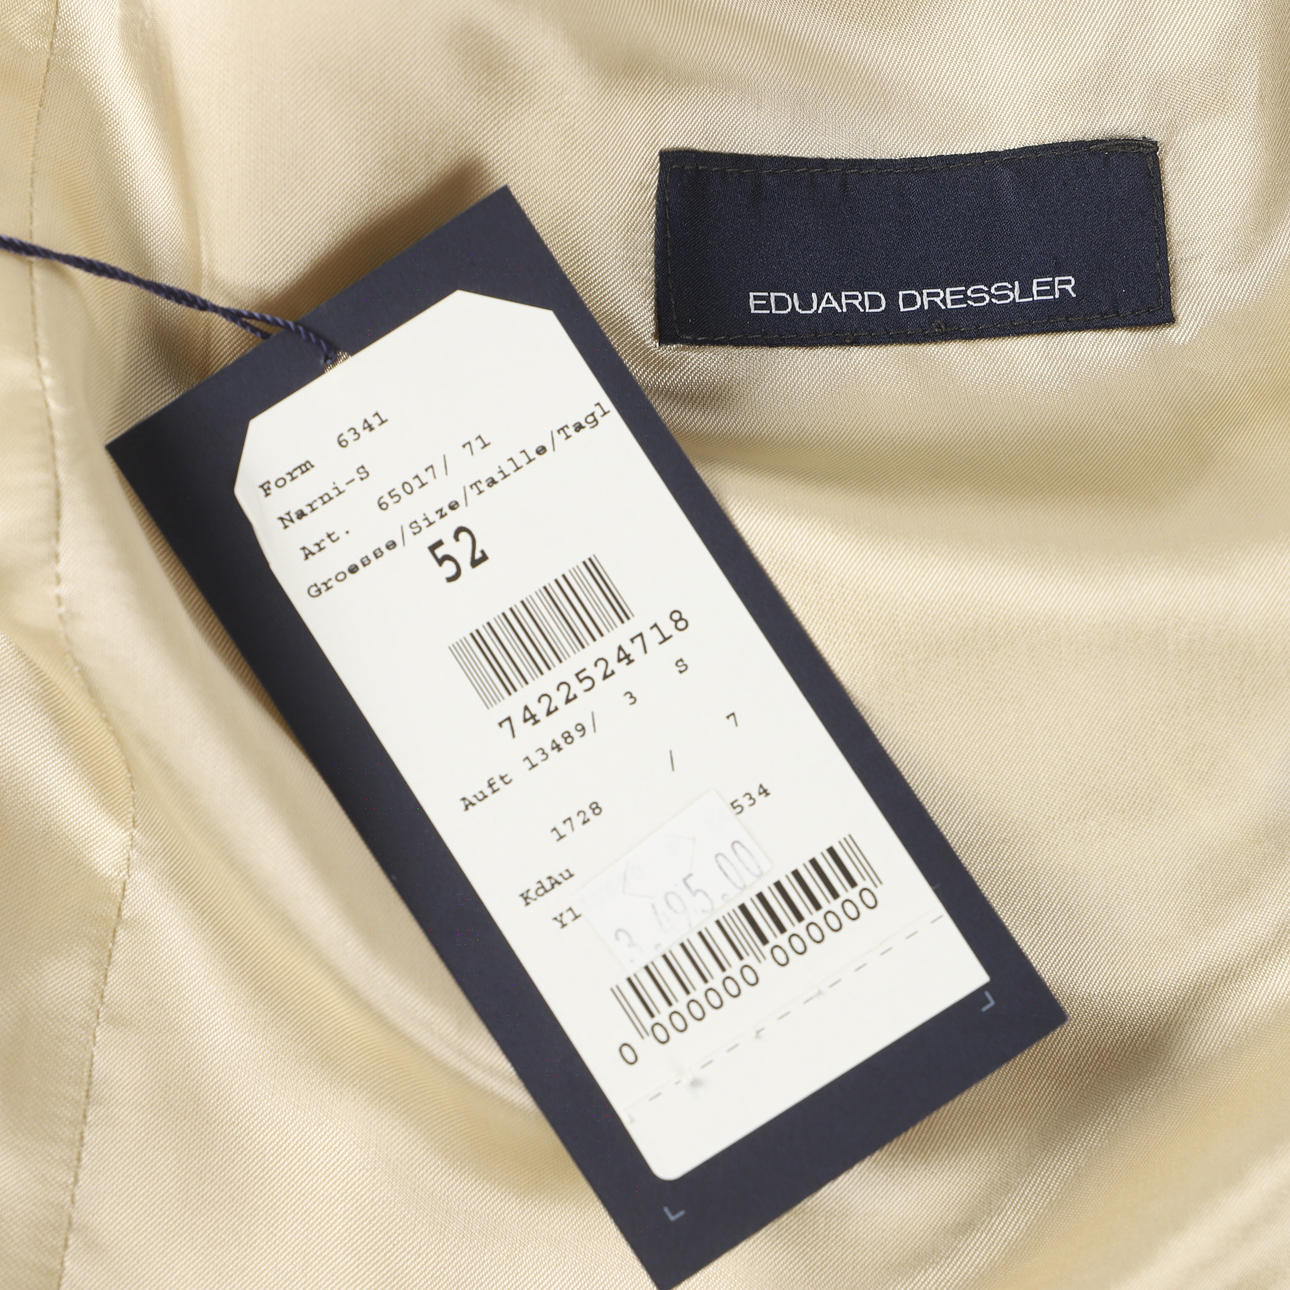 EDUARD DRESSLER
Form 6341
Narni-S
Art. 65017/ 71
Groesse/Size/Taille/Tagl
52
7422524718
Auft 13489/ 3 S
/ 7
1728
534
KdAu
Y1
3.495.00
0 000000 000000